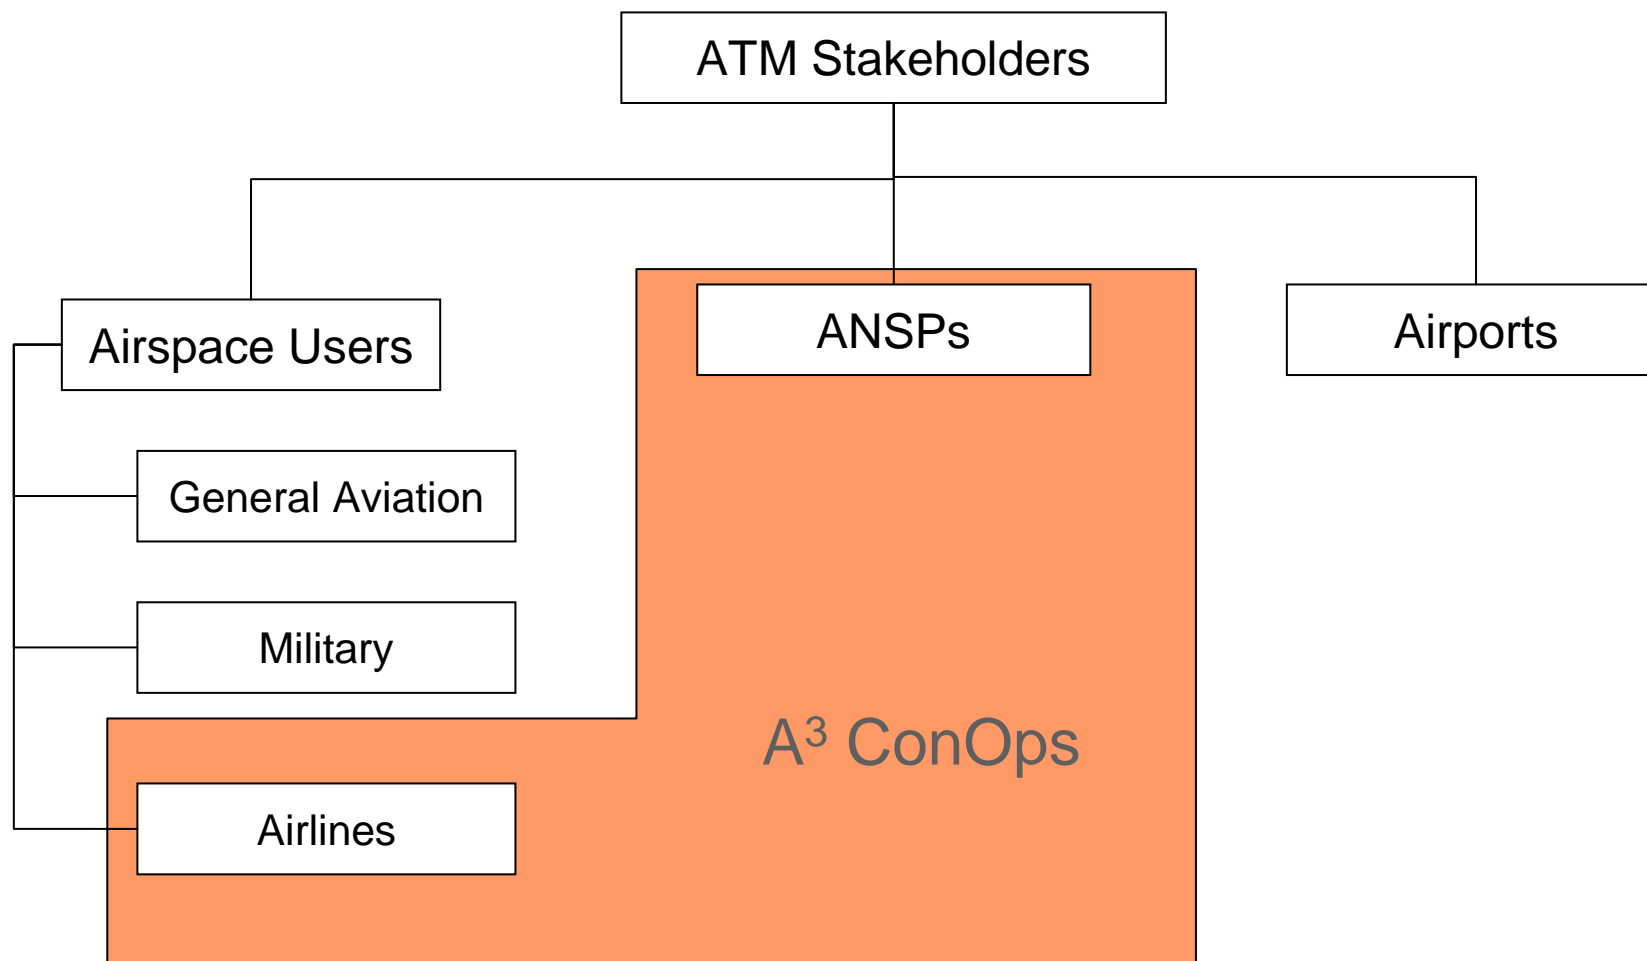 ATM Stakeholders
Airspace Users
ANSPs
Airports
General Aviation
Military
A³ ConOps
Airlines